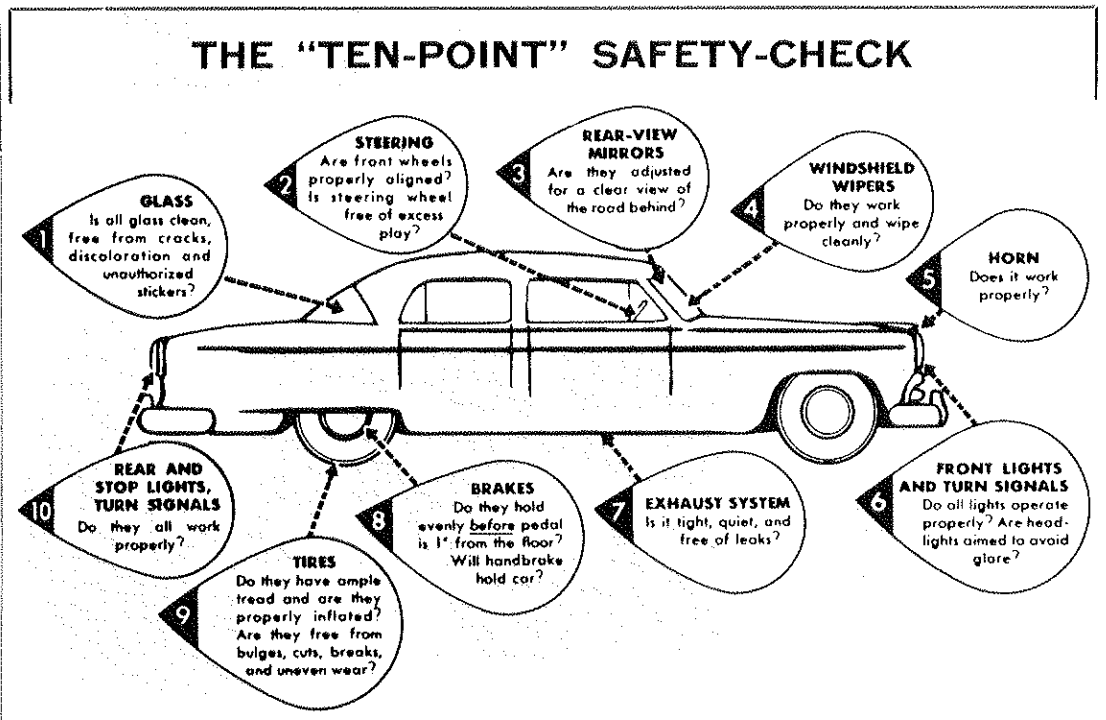 THE "TEN-POINT" SAFETY-CHECK
1
GLASS
Is all glass clean,
free from cracks,
discoloration and
unauthorized
stickers?
2
STEERING
Are front wheels
properly aligned?
Is steering wheel
free of excess
play?
3
REAR-VIEW
MIRRORS
Are they adjusted
for a clear view of
the road behind?
4
WINDSHIELD
WIPERS
Do they work
properly and wipe
cleanly?
5
HORN
Does it work
properly?
6
FRONT LIGHTS
AND TURN SIGNALS
Do all lights operate
properly? Are head-
lights aimed to avoid
glare?
7
EXHAUST SYSTEM
Is it tight, quiet, and
free of leaks?
8
BRAKES
Do they hold
evenly before pedal
is 1" from the floor?
Will handbrake
hold car?
9
TIRES
Do they have ample
tread and are they
properly inflated?
Are they free from
bulges, cuts, breaks,
and uneven wear?
10
REAR AND
STOP LIGHTS,
TURN SIGNALS
Do they all work
properly?